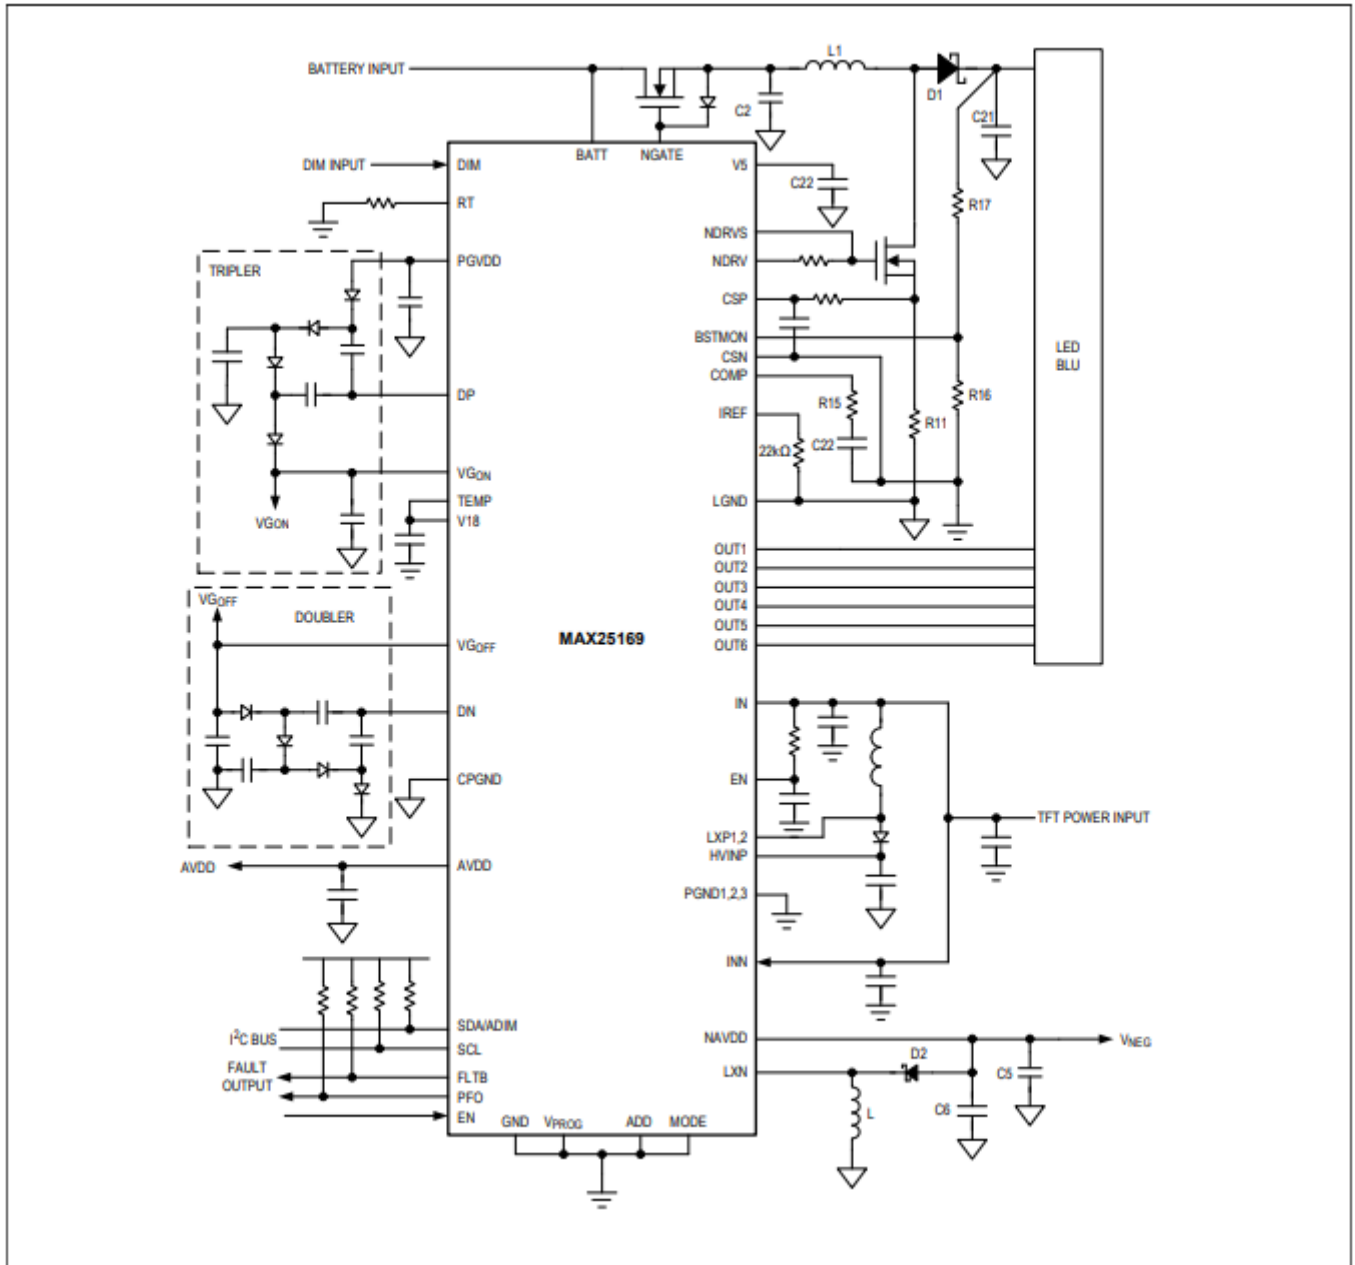 L1
BATTERY INPUT
D1
C2
C21
BATT
NGATE
DIM INPUT
DIM
V5
C22
RT
R17
NDRVS
TRIPLER
PGVDD
NDRV
CSP
BSTMON
CSN
LED
BLU
COMP
DP
R15
R16
IREF
R11
22kΩ
C22
VGON
TEMP
LGND
V18
VGON
OUT1
OUT2
OUT3
OUT4
OUT5
OUT6
VGOFF
DOUBLER
MAX25169
VGOFF
IN
DN
EN
CPGND
TFT POWER INPUT
LXP1,2
HVINP
AVDD
AVDD
PGND1,2,3
INN
SDA/ADIM
I²C BUS
SCL
NAVDD
VNEG
FAULT
OUTPUT
FLTB
PFO
LXN
D2
C5
EN
GND
VPROG
ADD
MODE
L
C6